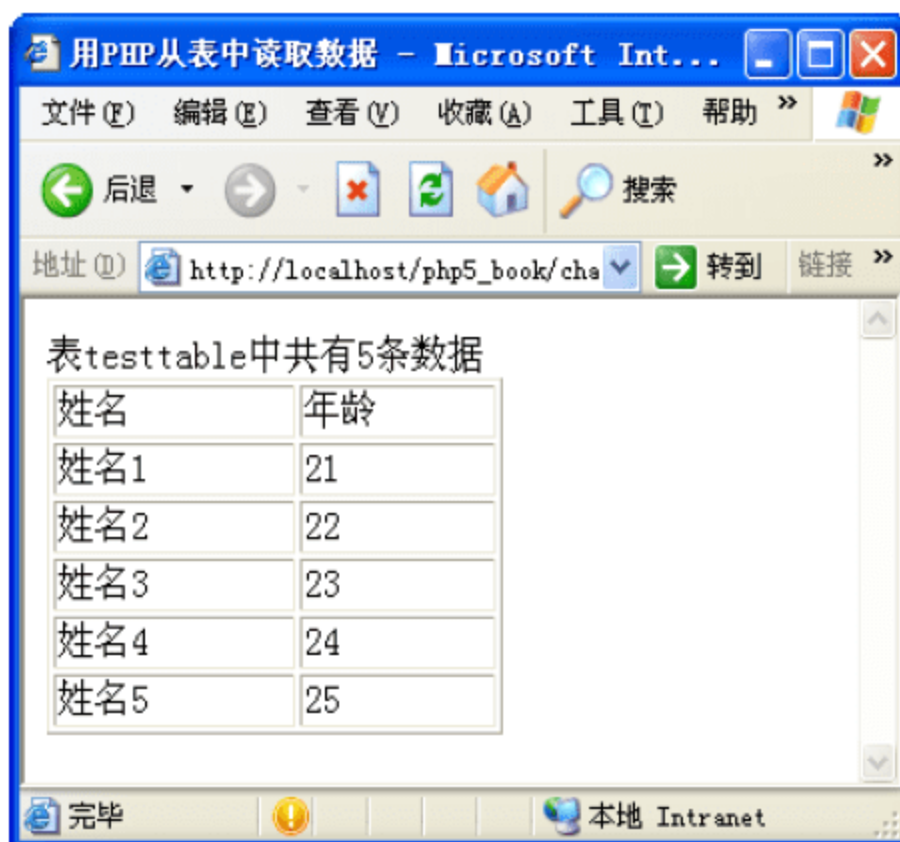 用PHP从表中读取数据 - Microsoft Int...
文件(F) 编辑(E) 查看(V) 收藏(A) 工具(T) 帮助 »
后退 搜索 »
地址(D) http://localhost/php5_book/cha 转到 链接 »
表testtable中共有5条数据
姓名 年龄
姓名1 21
姓名2 22
姓名3 23
姓名4 24
姓名5 25
完毕 本地 Intranet